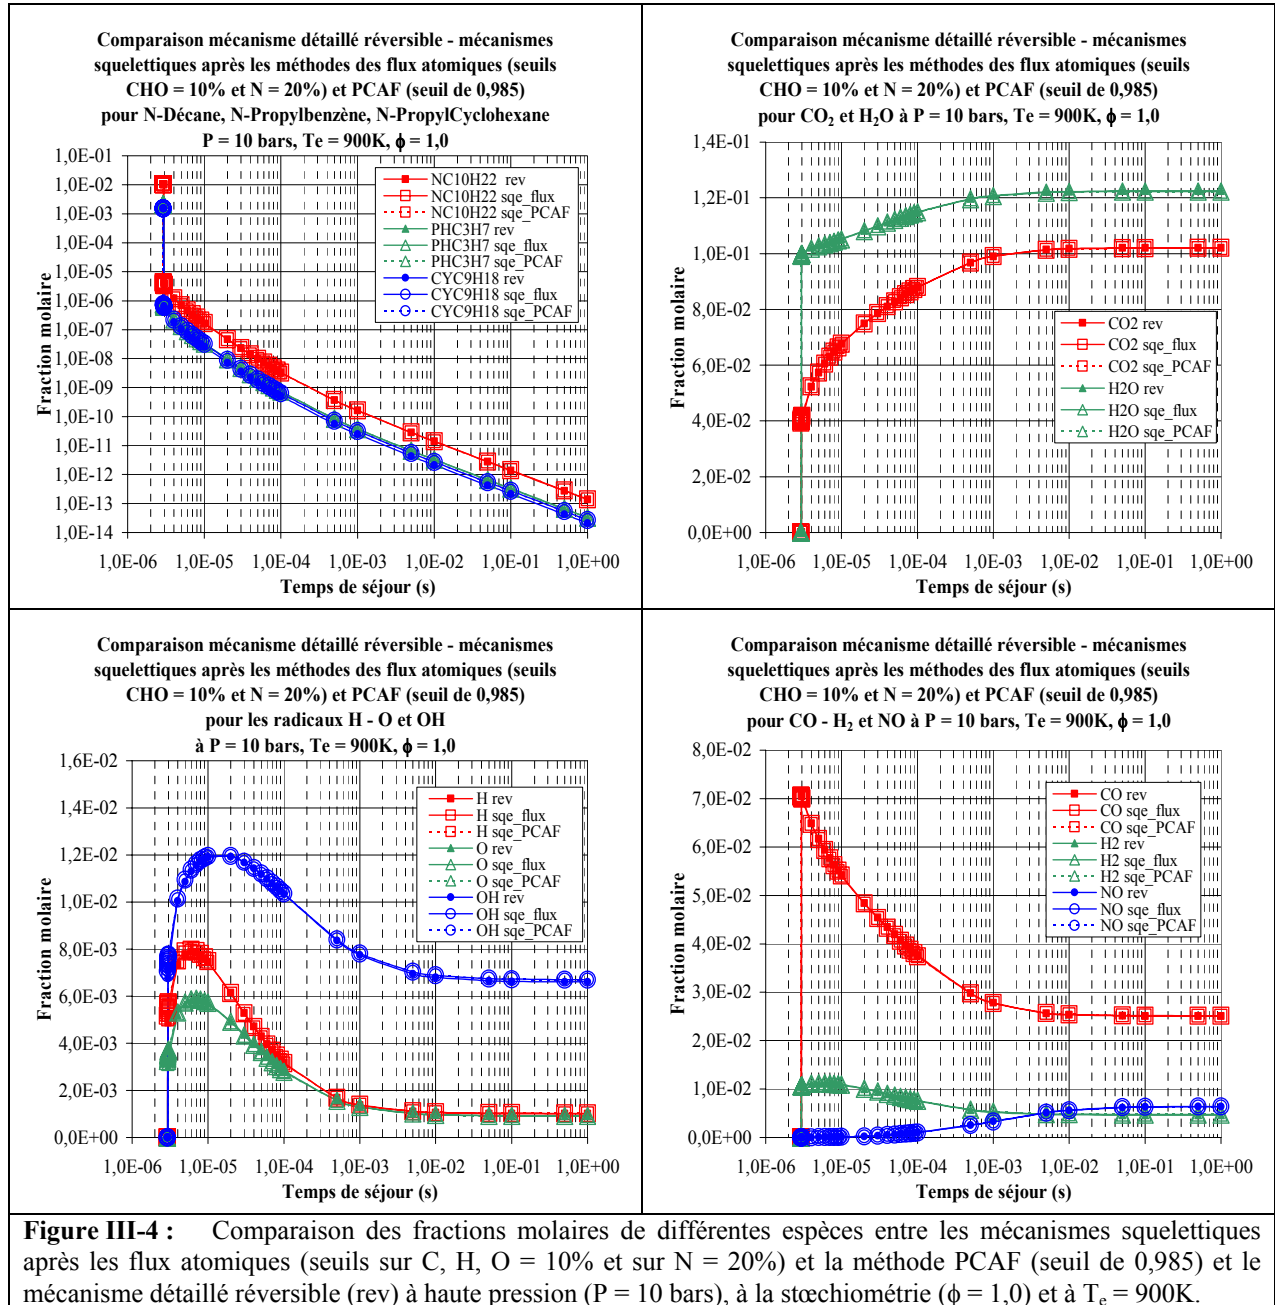 Comparaison mécanisme détaillé réversible - mécanismes
squelettiques après les méthodes des flux atomiques (seuils
CHO = 10% et N = 20%) et PCAF (seuil de 0,985)
pour N-Décane, N-Propylbenzène, N-PropylCyclohexane
P = 10 bars, Te = 900K, ϕ = 1,0
1,0E-01
1,0E-02
1,0E-03
1,0E-04
1,0E-05
1,0E-06
1,0E-07
1,0E-08
1,0E-09
1,0E-10
1,0E-11
1,0E-12
1,0E-13
1,0E-14
Fraction molaire
NC10H22 rev
NC10H22 sqe_flux
NC10H22 sqe_PCAF
PHC3H7 rev
PHC3H7 sqe_flux
PHC3H7 sqe_PCAF
CYC9H18 rev
CYC9H18 sqe_flux
CYC9H18 sqe_PCAF
1,0E-06 1,0E-05 1,0E-04 1,0E-03 1,0E-02 1,0E-01 1,0E+00
Temps de séjour (s)
Comparaison mécanisme détaillé réversible - mécanismes
squelettiques après les méthodes des flux atomiques (seuils
CHO = 10% et N = 20%) et PCAF (seuil de 0,985)
pour CO₂ et H₂O à P = 10 bars, Te = 900K, ϕ = 1,0
1,4E-01
1,2E-01
1,0E-01
8,0E-02
6,0E-02
4,0E-02
2,0E-02
0,0E+00
Fraction molaire
CO2 rev
CO2 sqe_flux
CO2 sqe_PCAF
H2O rev
H2O sqe_flux
H2O sqe_PCAF
1,0E-06 1,0E-05 1,0E-04 1,0E-03 1,0E-02 1,0E-01 1,0E+00
Temps de séjour (s)
Comparaison mécanisme détaillé réversible - mécanismes
squelettiques après les méthodes des flux atomiques (seuils
CHO = 10% et N = 20%) et PCAF (seuil de 0,985)
pour les radicaux H - O et OH
à P = 10 bars, Te = 900K, ϕ = 1,0
1,6E-02
1,4E-02
1,2E-02
1,0E-02
8,0E-03
6,0E-03
4,0E-03
2,0E-03
0,0E+00
Fraction molaire
H rev
H sqe_flux
H sqe_PCAF
O rev
O sqe_flux
O sqe_PCAF
OH rev
OH sqe_flux
OH sqe_PCAF
1,0E-06 1,0E-05 1,0E-04 1,0E-03 1,0E-02 1,0E-01 1,0E+00
Temps de séjour (s)
Comparaison mécanisme détaillé réversible - mécanismes
squelettiques après les méthodes des flux atomiques (seuils
CHO = 10% et N = 20%) et PCAF (seuil de 0,985)
pour CO - H₂ et NO à P = 10 bars, Te = 900K, ϕ = 1,0
8,0E-02
7,0E-02
6,0E-02
5,0E-02
4,0E-02
3,0E-02
2,0E-02
1,0E-02
0,0E+00
Fraction molaire
CO rev
CO sqe_flux
CO sqe_PCAF
H2 rev
H2 sqe_flux
H2 sqe_PCAF
NO rev
NO sqe_flux
NO sqe_PCAF
1,0E-06 1,0E-05 1,0E-04 1,0E-03 1,0E-02 1,0E-01 1,0E+00
Temps de séjour (s)
Figure III-4 : Comparaison des fractions molaires de différentes espèces entre les mécanismes squelettiques
après les flux atomiques (seuils sur C, H, O = 10% et sur N = 20%) et la méthode PCAF (seuil de 0,985) et le
mécanisme détaillé réversible (rev) à haute pression (P = 10 bars), à la stœchiométrie (ϕ = 1,0) et à Tₑ = 900K.